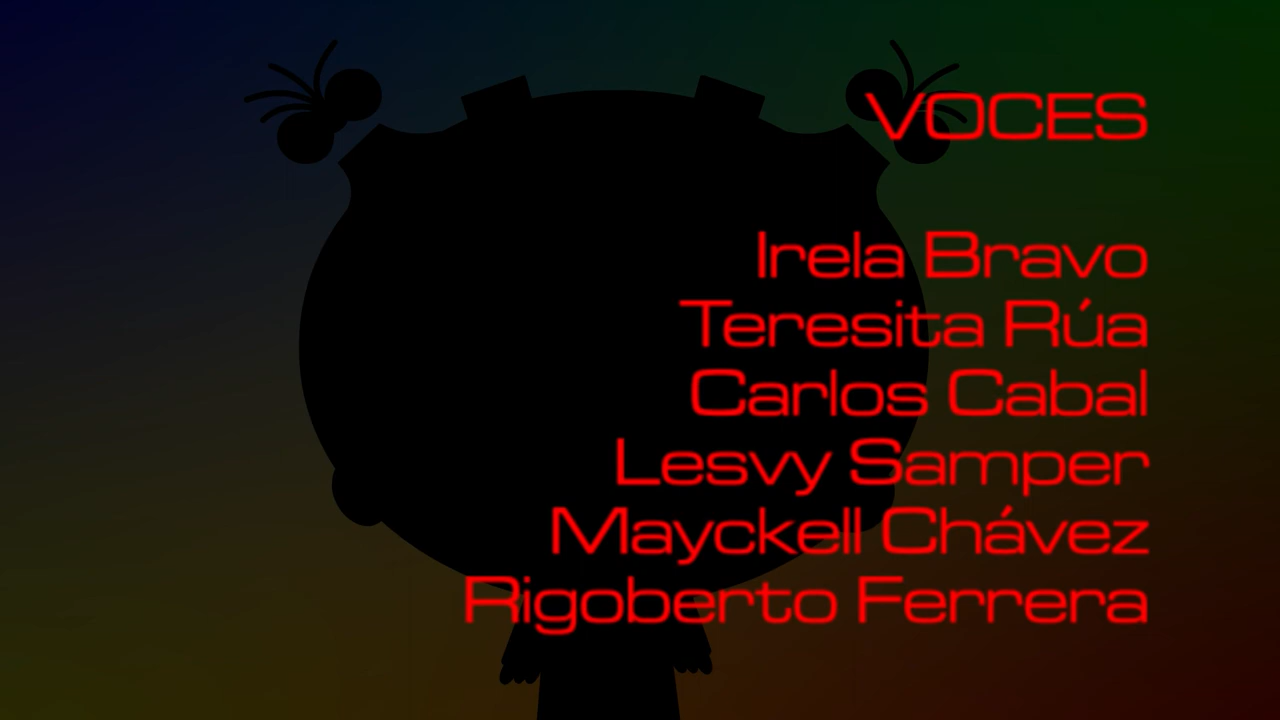 VOCES
Irela Bravo
Teresita Rúa
Carlos Cabal
Lesvy Samper
Mayckell Chávez
Rigoberto Ferrera